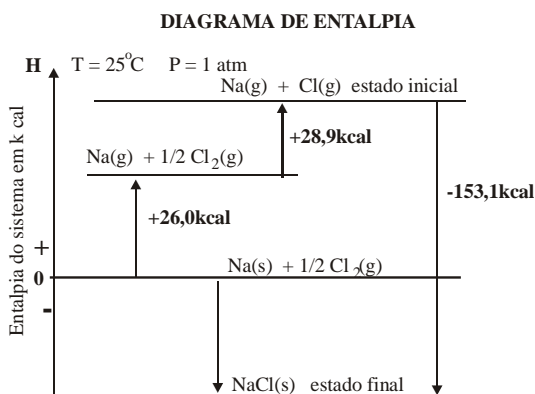 DIAGRAMA DE ENTALPIA
H T = 25°C P = 1 atm
Na(g) + Cl(g) estado inicial
+28,9kcal
Na(g) + 1/2 Cl2(g)
-153,1kcal
+26,0kcal
Entalpia do sistema em k cal
+
Na(s) + 1/2 Cl2(g)
0
-
NaCl(s) estado final